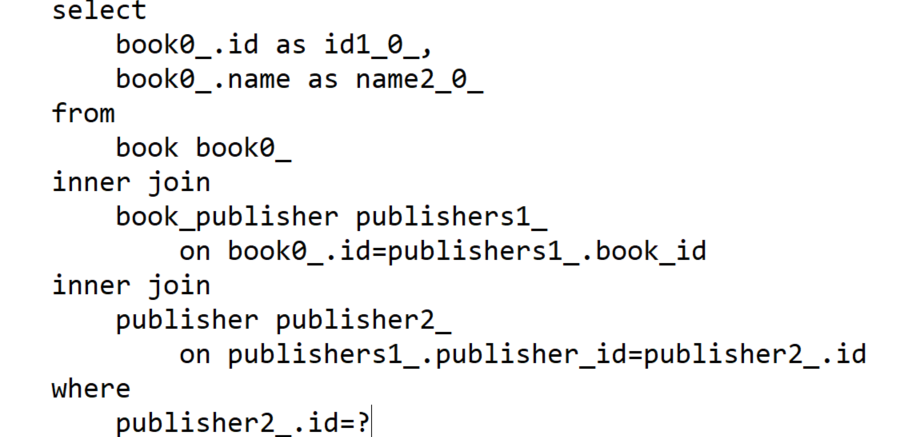 select
    book0_.id as id1_0_,
    book0_.name as name2_0_
from
    book book0_
inner join
    book_publisher publishers1_
        on book0_.id=publishers1_.book_id
inner join
    publisher publisher2_
        on publishers1_.publisher_id=publisher2_.id
where
    publisher2_.id=?